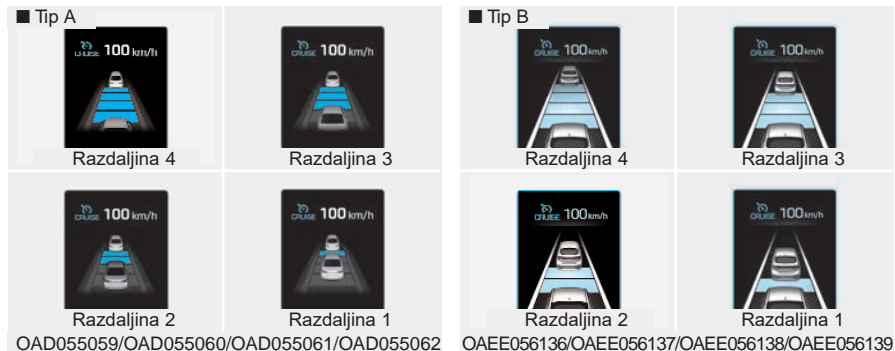 ■ Tip A
CRUISE 100 km/h
CRUISE 100 km/h
Razdaljina 4
Razdaljina 3
CRUISE 100 km/h
CRUISE 100 km/h
Razdaljina 2
Razdaljina 1
OAD055059/OAD055060/OAD055061/OAD055062
■ Tip B
CRUISE 100 km/h
CRUISE 100 km/h
Razdaljina 4
Razdaljina 3
CRUISE 100 km/h
CRUISE 100 km/h
Razdaljina 2
Razdaljina 1
OAEE056136/OAEE056137/OAEE056138/OAEE056139